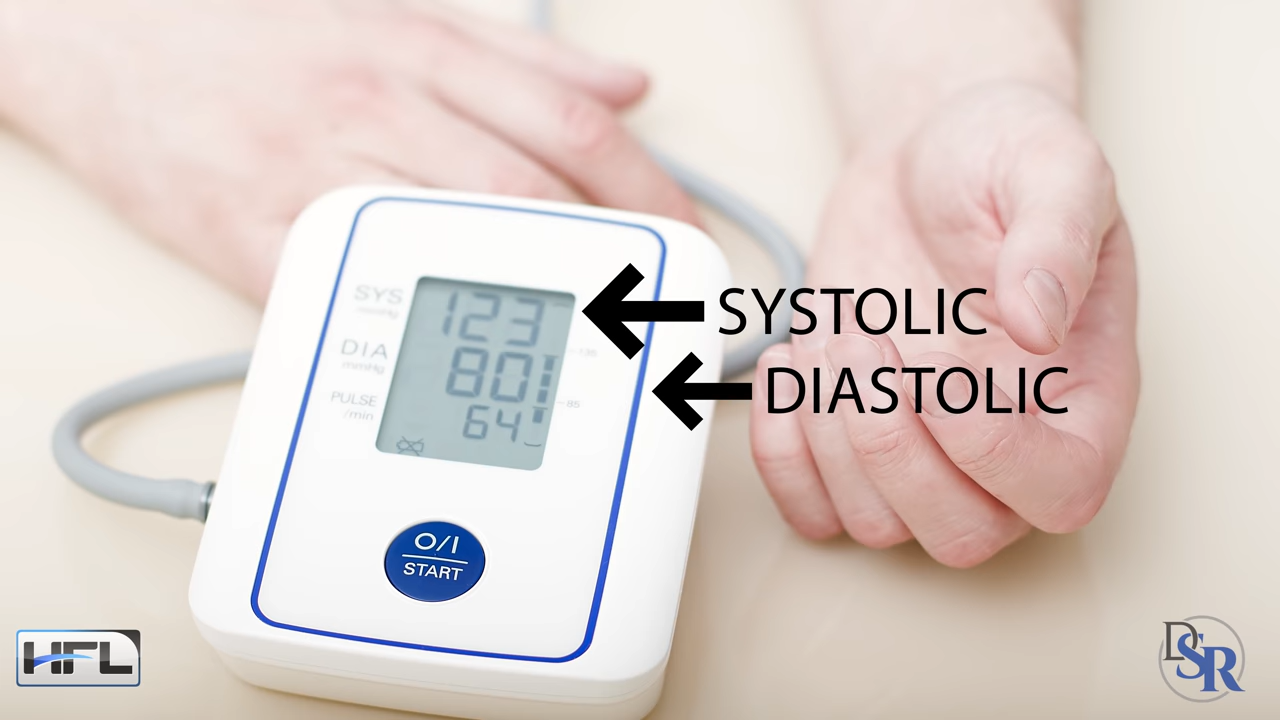 SYS
mmHg
123
SYSTOLIC
DIA
mmHg
80
135
DIASTOLIC
PULSE
/min
64
85
O/I
START
HFL
DSR